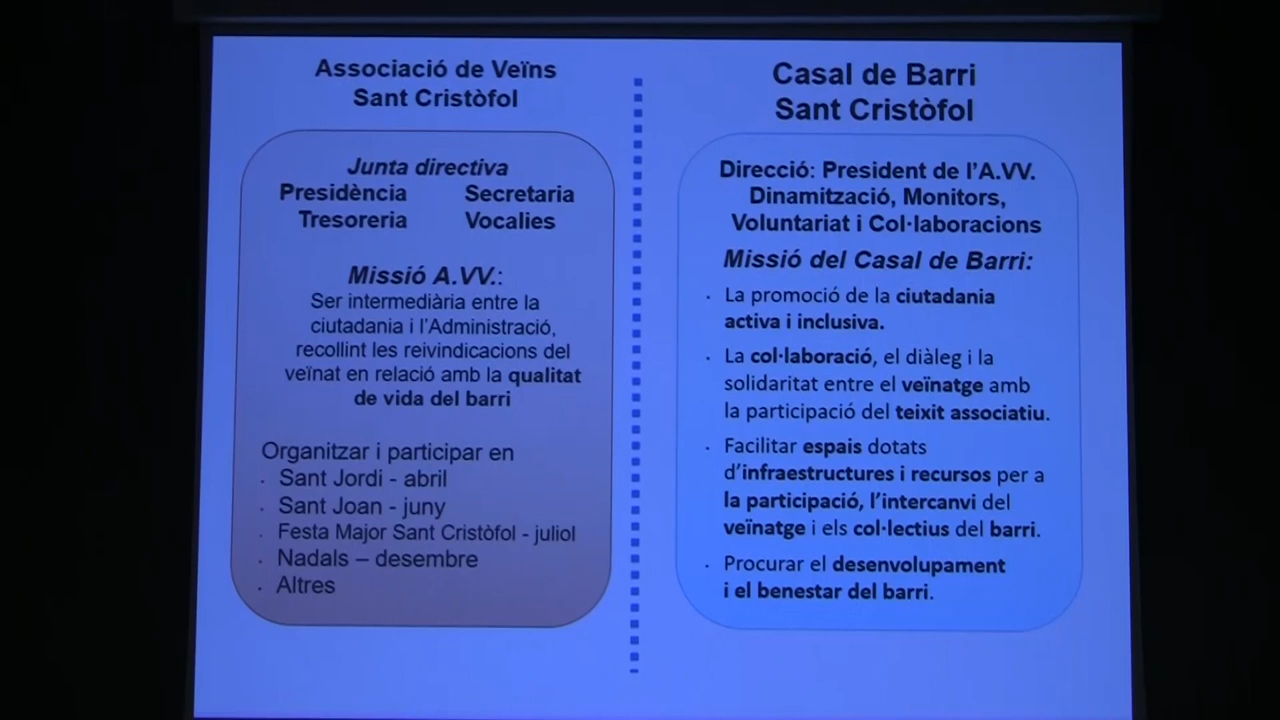 Associació de Veïns
Sant Cristòfol
Junta directiva
Presidència Secretaria
Tresoreria Vocalies
Missió A.VV.:
Ser intermediària entre la
ciutadania i l'Administració,
recollint les reivindicacions del
veïnat en relació amb la qualitat
de vida del barri
Organitzar i participar en
· Sant Jordi - abril
· Sant Joan - juny
· Festa Major Sant Cristòfol - juliol
· Nadals – desembre
· Altres
Casal de Barri
Sant Cristòfol
Direcció: President de l'A.VV.
Dinamització, Monitors,
Voluntariat i Col·laboracions
Missió del Casal de Barri:
· La promoció de la ciutadania
activa i inclusiva.
· La col·laboració, el diàleg i la
solidaritat entre el veïnatge amb
la participació del teixit associatiu.
· Facilitar espais dotats
d'infraestructures i recursos per a
la participació, l'intercanvi del
veïnatge i els col·lectius del barri.
· Procurar el desenvolupament
i el benestar del barri.